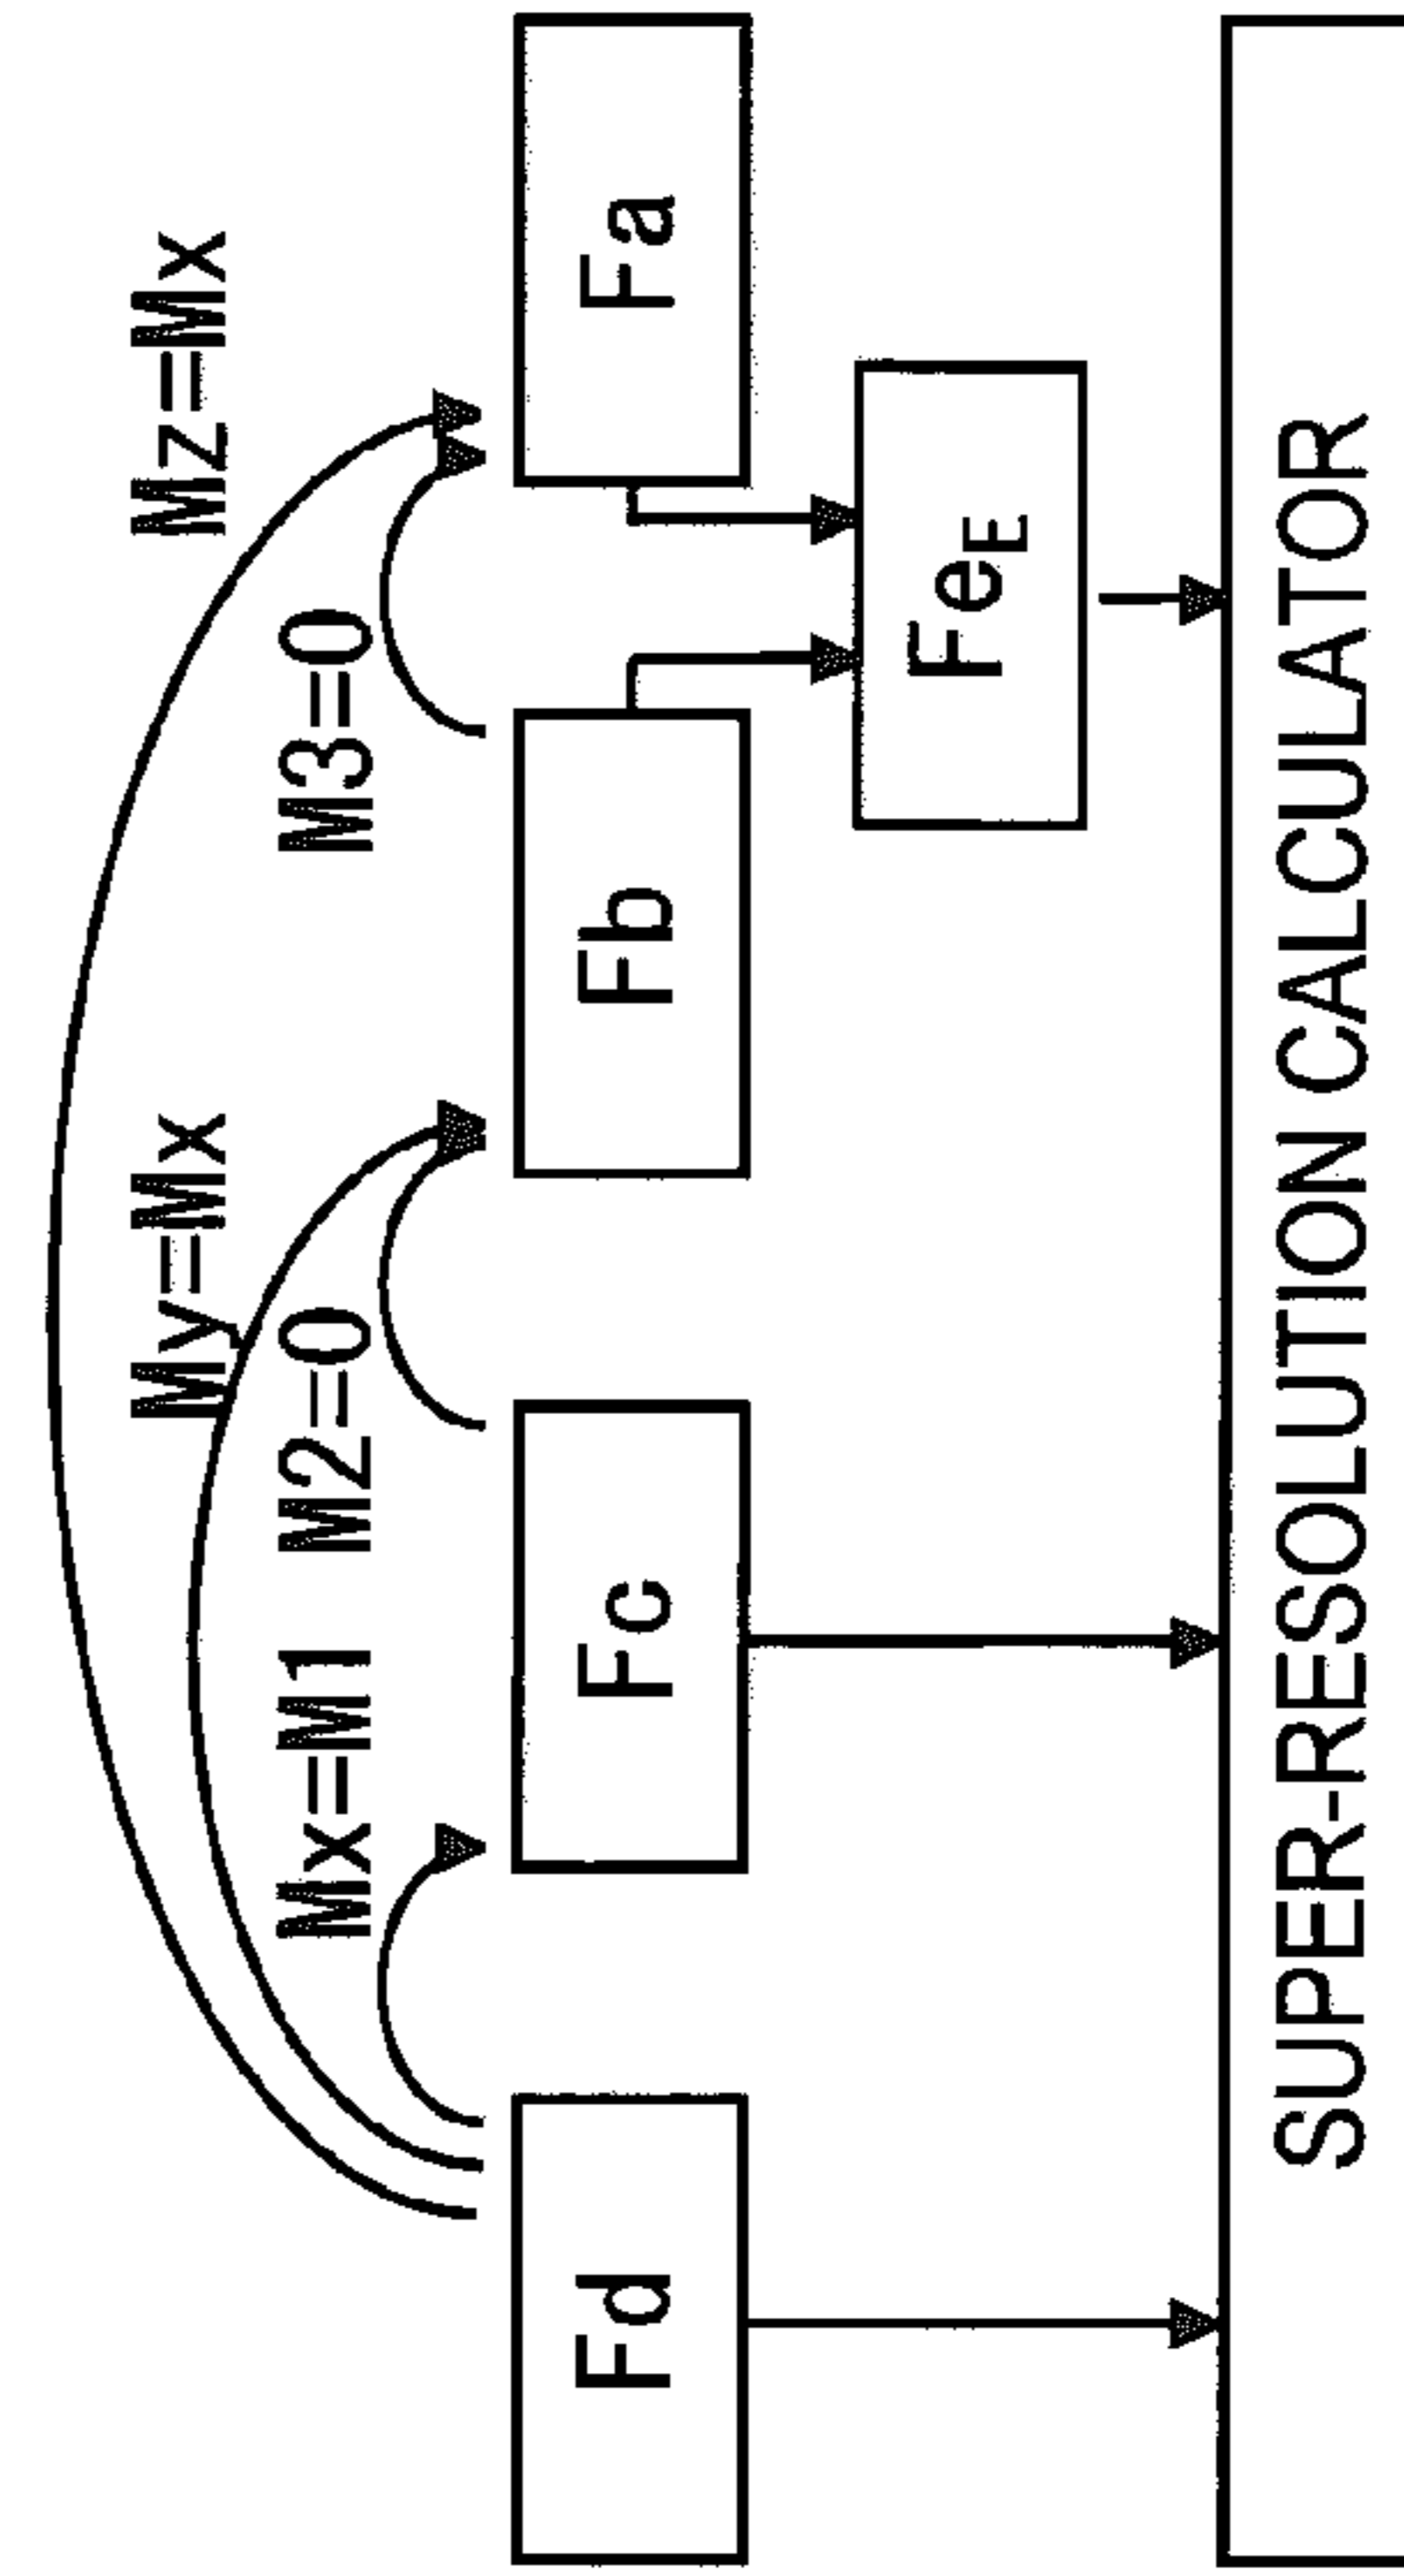 Mz=Mx
My=Mx
Mx=M1 M2=0 M3=0
Fd Fc Fb Fa
FeE
SUPER-RESOLUTION CALCULATOR